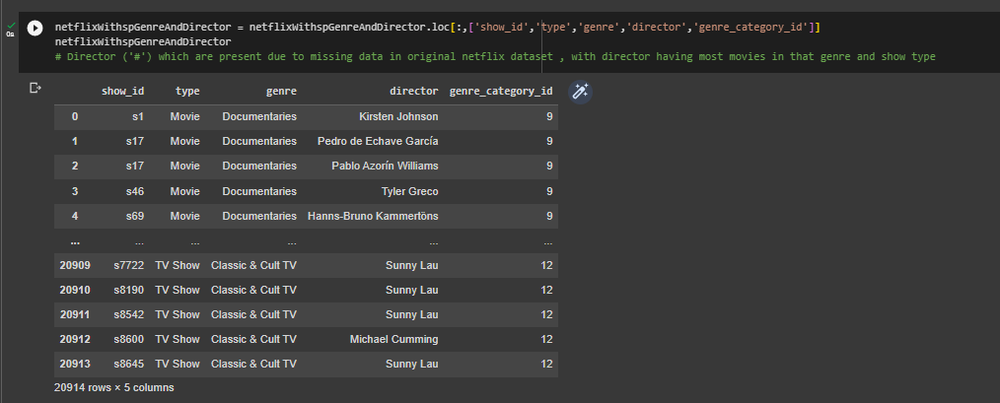 netflixWithspGenreAndDirector = netflixWithspGenreAndDirector.loc[:,['show_id','type','genre','director','genre_category_id']]
0s
netflixWithspGenreAndDirector
# Director ('#') which are present due to missing data in original netflix dataset , with director having most movies in that genre and show type
show_id type genre director genre_category_id
0 s1 Movie Documentaries Kirsten Johnson 9
1 s17 Movie Documentaries Pedro de Echave García 9
2 s17 Movie Documentaries Pablo Azorín Williams 9
3 s46 Movie Documentaries Tyler Greco 9
4 s69 Movie Documentaries Hanns-Bruno Kammertöns 9
... ... ... ... ... ...
20909 s7722 TV Show Classic & Cult TV Sunny Lau 12
20910 s8190 TV Show Classic & Cult TV Sunny Lau 12
20911 s8542 TV Show Classic & Cult TV Sunny Lau 12
20912 s8600 TV Show Classic & Cult TV Michael Cumming 12
20913 s8645 TV Show Classic & Cult TV Sunny Lau 12
20914 rows × 5 columns